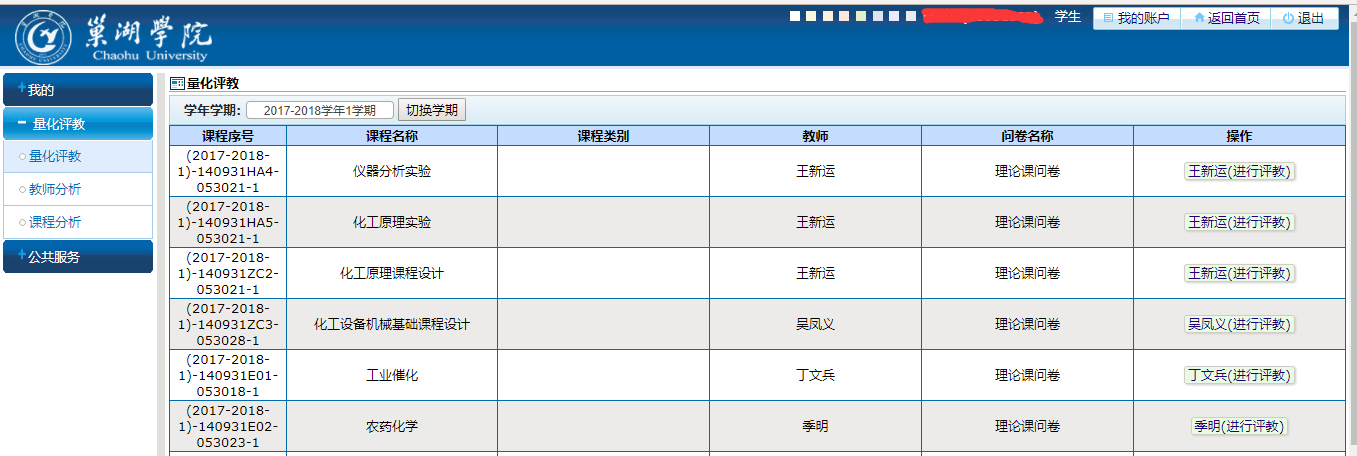 巢湖學院
Chaohu University
学生 我的账户 返回首页 退出
我的
量化评教
量化评教
教师分析
课程分析
公共服务
量化评教
学年学期: 2017-2018学年1学期 切换学期
课程序号 课程名称 课程类别 教师 问卷名称 操作
(2017-2018-
1)-140931HA4-
053021-1
仪器分析实验 王新运 理论课问卷 王新运(进行评教)
(2017-2018-
1)-140931HA5-
053021-1
化工原理实验 王新运 理论课问卷 王新运(进行评教)
(2017-2018-
1)-140931ZC2-
053021-1
化工原理课程设计 王新运 理论课问卷 王新运(进行评教)
(2017-2018-
1)-140931ZC3-
053028-1
化工设备机械基础课程设计 吴凤义 理论课问卷 吴凤义(进行评教)
(2017-2018-
1)-140931E01-
053018-1
工业催化 丁文兵 理论课问卷 丁文兵(进行评教)
(2017-2018-
1)-140931E02-
053023-1
农药化学 季明 理论课问卷 季明(进行评教)